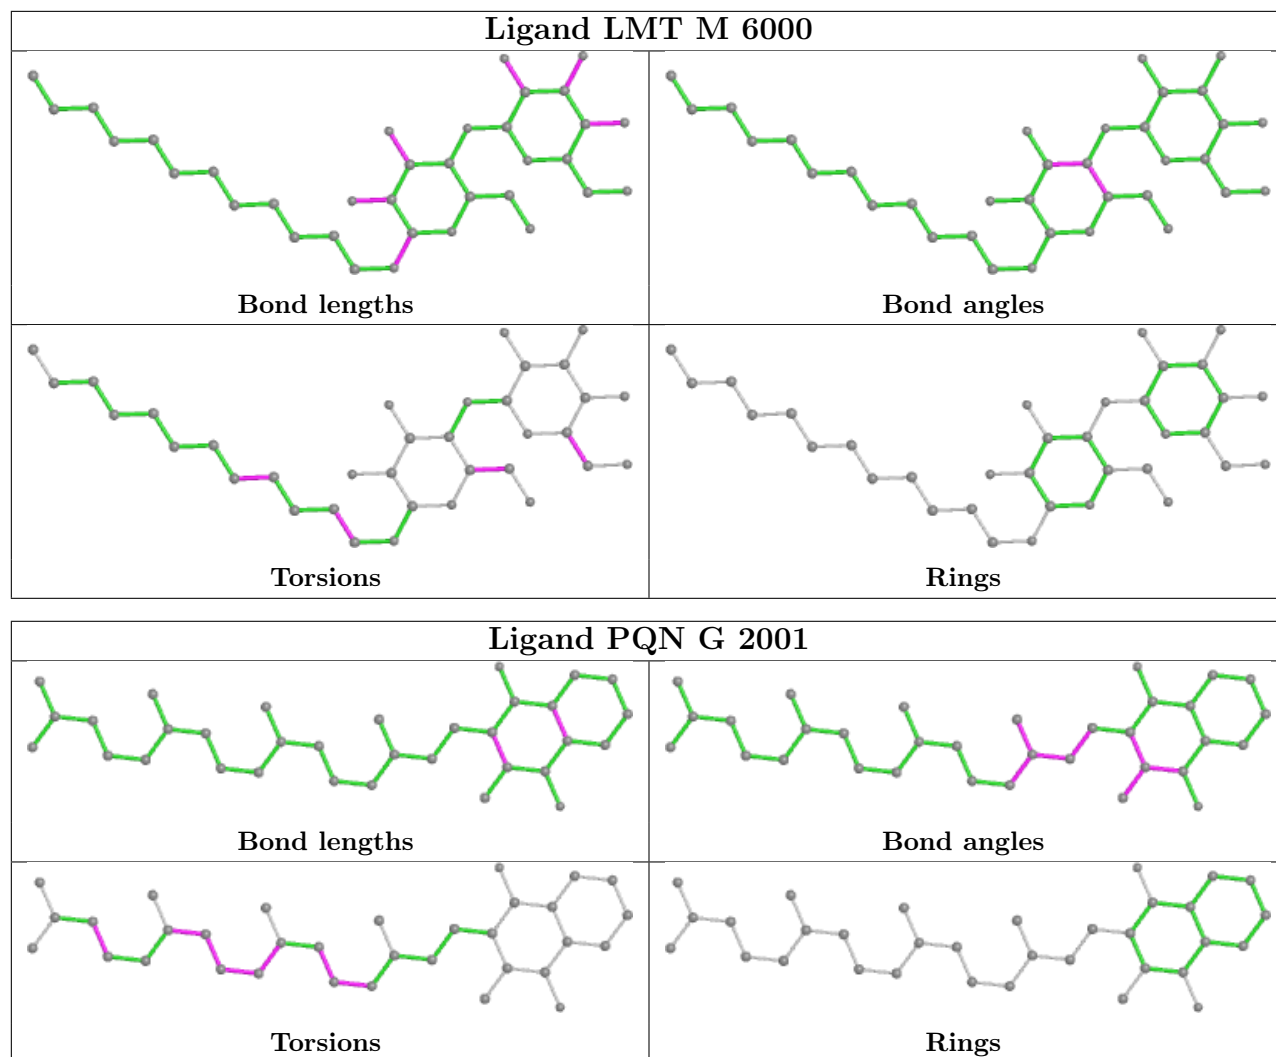 Ligand LMT M 6000
Bond lengths
Bond angles
Torsions
Rings
Ligand PQN G 2001
Bond lengths
Bond angles
Torsions
Rings